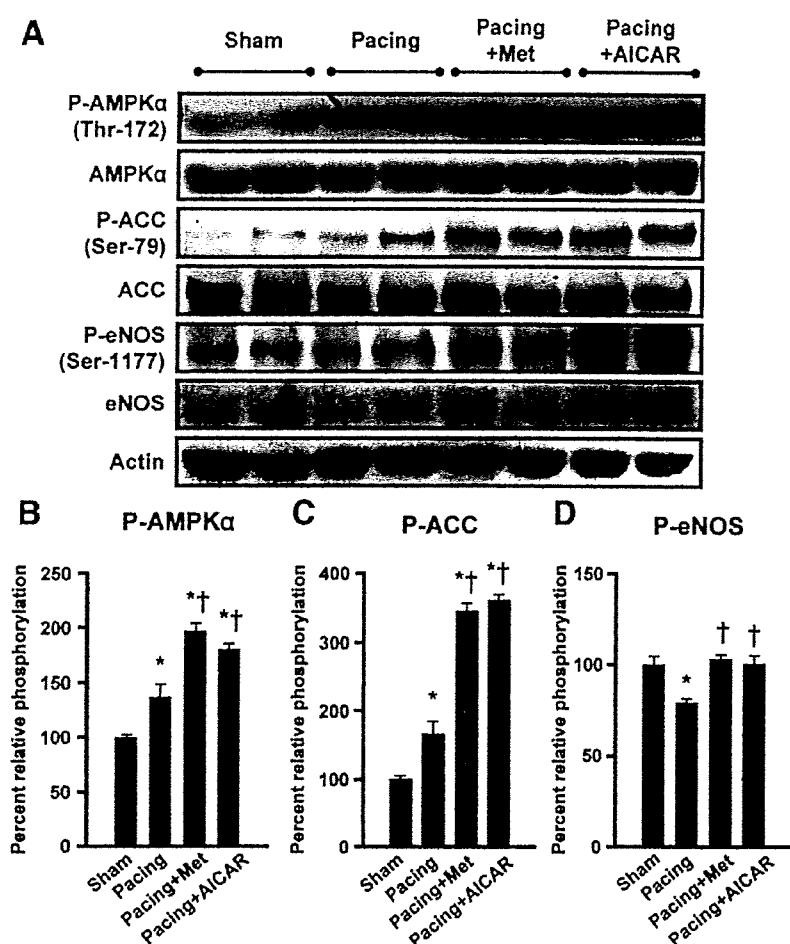 A
Sham
Pacing
Pacing
+Met
Pacing
+AICAR
P-AMPKα
(Thr-172)
AMPKα
P-ACC
(Ser-79)
ACC
P-eNOS
(Ser-1177)
eNOS
Actin
B
P-AMPKα
Percent relative phosphorylation
250
200
150
100
50
0
*
*†
*†
Sham
Pacing
Pacing+Met
Pacing+AICAR
C
P-ACC
Percent relative phosphorylation
400
300
200
100
0
*
*†
*†
Sham
Pacing
Pacing+Met
Pacing+AICAR
D
P-eNOS
Percent relative phosphorylation
150
100
50
0
*
†
†
Sham
Pacing
Pacing+Met
Pacing+AICAR